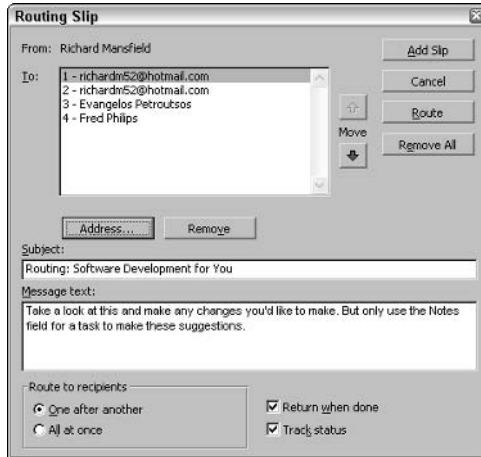 Routing Slip
From: Richard Mansfield
Add Slip
To:
1 - richardm52@hotmail.com
2 - richardm52@hotmail.com
3 - Evangelos Petroutsos
4 - Fred Philips
Cancel
Route
Move
Remove All
Address...
Remove
Subject:
Routing: Software Development for You
Message text:
Take a look at this and make any changes you'd like to make. But only use the Notes
field for a task to make these suggestions.
Route to recipients
One after another
All at once
Return when done
Track status